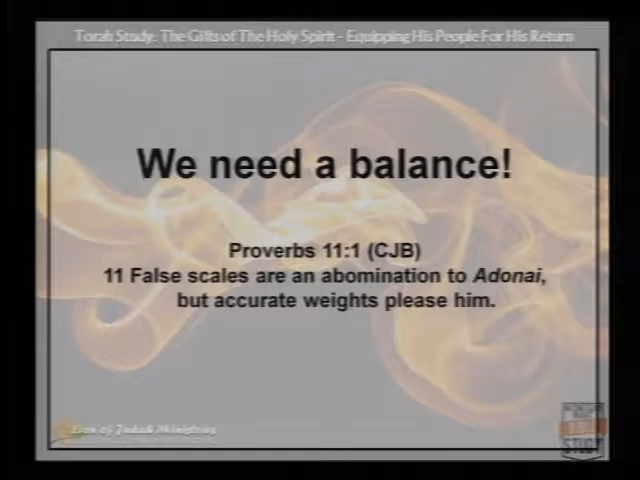 Torah Study: The Gifts of The Holy Spirit - Equipping His People For His Return
We need a balance!
Proverbs 11:1 (CJB)
11 False scales are an abomination to Adonai,
but accurate weights please him.
Lion of Judah Ministries
STUDY